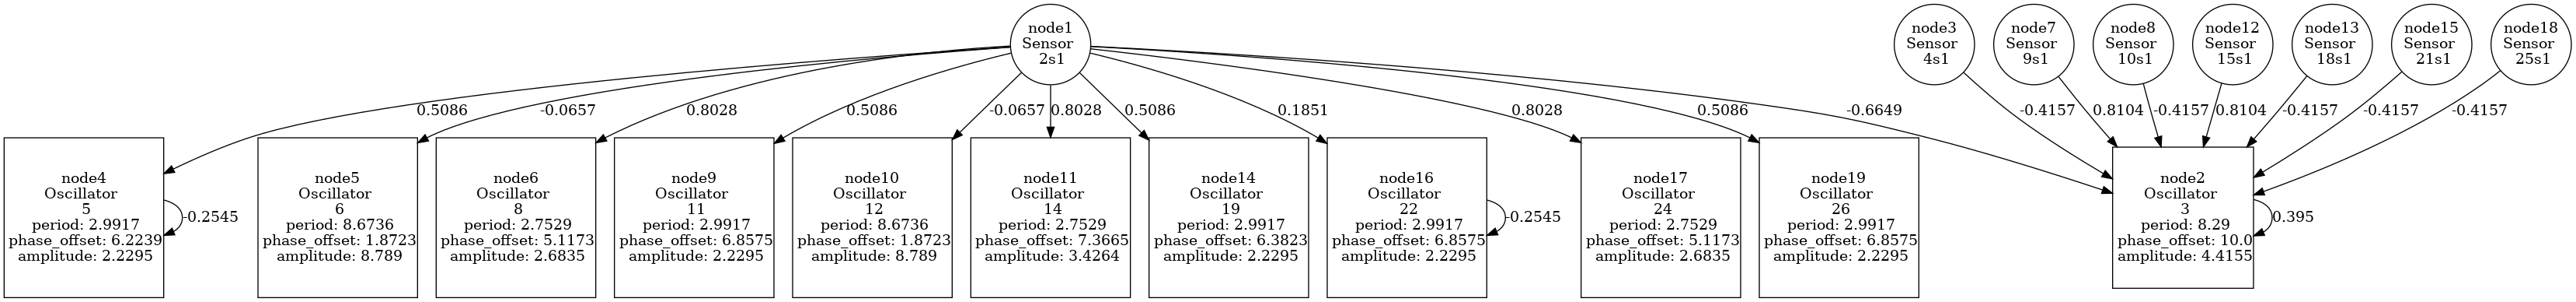 node1
Sensor
2s1
node3
Sensor
4s1
node7
Sensor
9s1
node8
Sensor
10s1
node12
Sensor
15s1
node13
Sensor
18s1
node15
Sensor
21s1
node18
Sensor
25s1
0.5086
-0.0657
0.8028
0.5086
-0.0657
0.8028
0.5086
0.1851
0.8028
0.5086
-0.6649
-0.4157
0.8104
-0.4157
0.8104
-0.4157
-0.4157
-0.4157
node4
Oscillator
5
period: 2.9917
phase_offset: 6.2239
amplitude: 2.2295
-0.2545
node5
Oscillator
6
period: 8.6736
phase_offset: 1.8723
amplitude: 8.789
node6
Oscillator
8
period: 2.7529
phase_offset: 5.1173
amplitude: 2.6835
node9
Oscillator
11
period: 2.9917
phase_offset: 6.8575
amplitude: 2.2295
node10
Oscillator
12
period: 8.6736
phase_offset: 1.8723
amplitude: 8.789
node11
Oscillator
14
period: 2.7529
phase_offset: 7.3665
amplitude: 3.4264
node14
Oscillator
19
period: 2.9917
phase_offset: 6.3823
amplitude: 2.2295
node16
Oscillator
22
period: 2.9917
phase_offset: 6.8575
amplitude: 2.2295
-0.2545
node17
Oscillator
24
period: 2.7529
phase_offset: 5.1173
amplitude: 2.6835
node19
Oscillator
26
period: 2.9917
phase_offset: 6.8575
amplitude: 2.2295
node2
Oscillator
3
period: 8.29
phase_offset: 10.0
amplitude: 4.4155
0.395